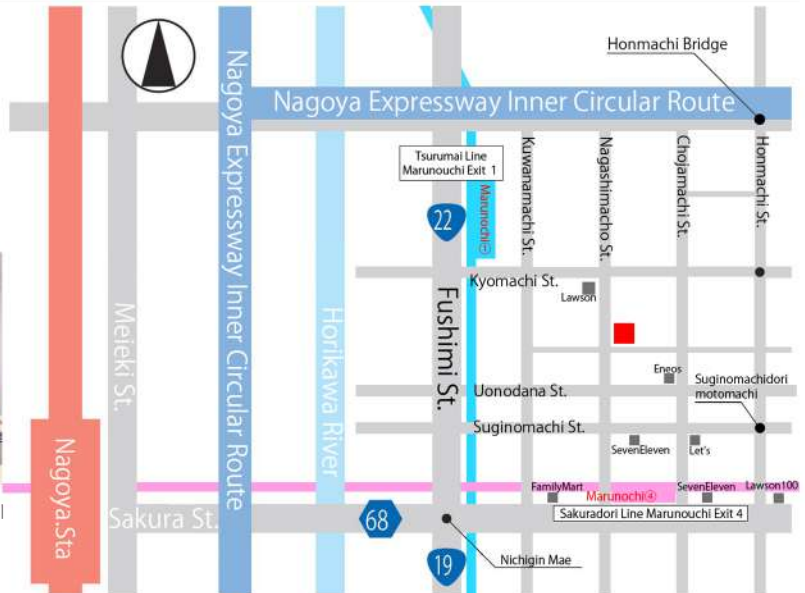 Honmachi Bridge
Nagoya Expressway Inner Circular Route
Nagoya Expressway Inner Circular Route
Tsurumai Line
Marunouchi Exit 1
Marunochi⑦
22
Kuwanamachi St.
Nagashimacho St.
Chojamachi St.
Honmachi St.
Kyomachi St.
Lawson
Meieki St.
Horikawa River
Fushimi St.
Eneos
Suginomachidori
motomachi
Uonodana St.
Suginomachi St.
SevenEleven
Let's
Nagoya.Sta
FamilyMart
Marunochi④
SevenEleven
Lawson100
Sakura St.
68
Sakuradori Line Marunouchi Exit 4
Nichigin Mae
19